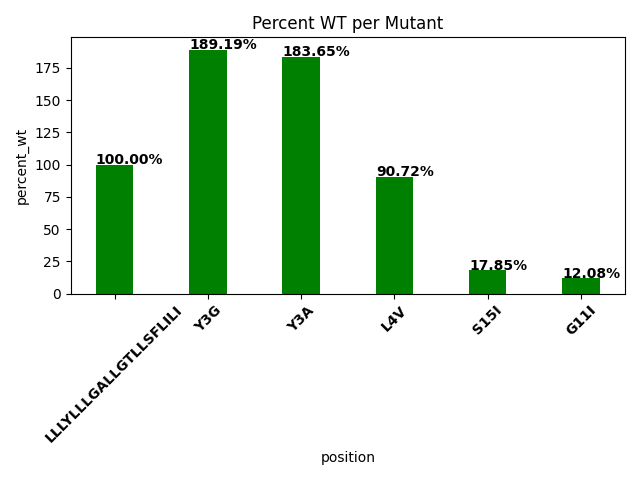 Percent WT per Mutant
percent_wt
175
150
125
100
75
50
25
0
100.00%
189.19%
183.65%
90.72%
17.85%
12.08%
LLLYLLLGALLGTLLSFLILI
Y3G
Y3A
L4V
S15I
G11I
position